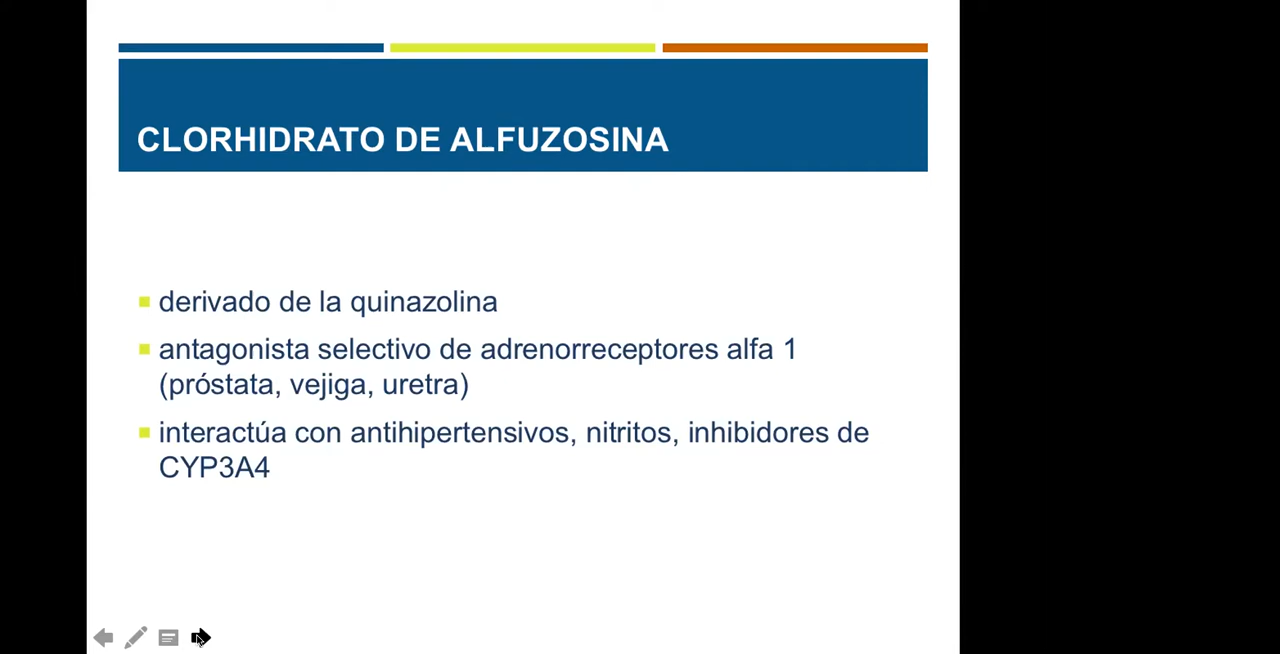 CLORHIDRATO DE ALFUZOSINA
derivado de la quinazolina
antagonista selectivo de adrenorreceptores alfa 1
(próstata, vejiga, uretra)
interactúa con antihipertensivos, nitritos, inhibidores de
CYP3A4